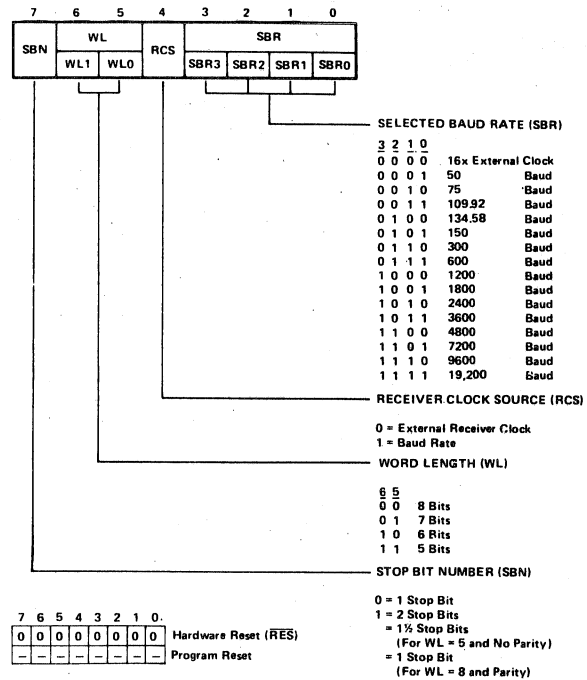 7 6 5 4 3 2 1 0
SBN WL RCS SBR
WL1 WL0 SBR3 SBR2 SBR1 SBR0
SELECTED BAUD RATE (SBR)
3 2 1 0
0 0 0 0 16x External Clock
0 0 0 1 50 Baud
0 0 1 0 75 Baud
0 0 1 1 109.92 Baud
0 1 0 0 134.58 Baud
0 1 0 1 150 Baud
0 1 1 0 300 Baud
0 1 1 1 600 Baud
1 0 0 0 1200 Baud
1 0 0 1 1800 Baud
1 0 1 0 2400 Baud
1 0 1 1 3600 Baud
1 1 0 0 4800 Baud
1 1 0 1 7200 Baud
1 1 1 0 9600 Baud
1 1 1 1 19,200 Baud
RECEIVER CLOCK SOURCE (RCS)
0 = External Receiver Clock
1 = Baud Rate
WORD LENGTH (WL)
6 5
0 0 8 Bits
0 1 7 Bits
1 0 6 Bits
1 1 5 Bits
STOP BIT NUMBER (SBN)
0 = 1 Stop Bit
1 = 2 Stop Bits
= 1½ Stop Bits
(For WL = 5 and No Parity)
= 1 Stop Bit
(For WL = 8 and Parity)
7 6 5 4 3 2 1 0
0 0 0 0 0 0 0 0 Hardware Reset (RES)
– – – – – – – – Program Reset